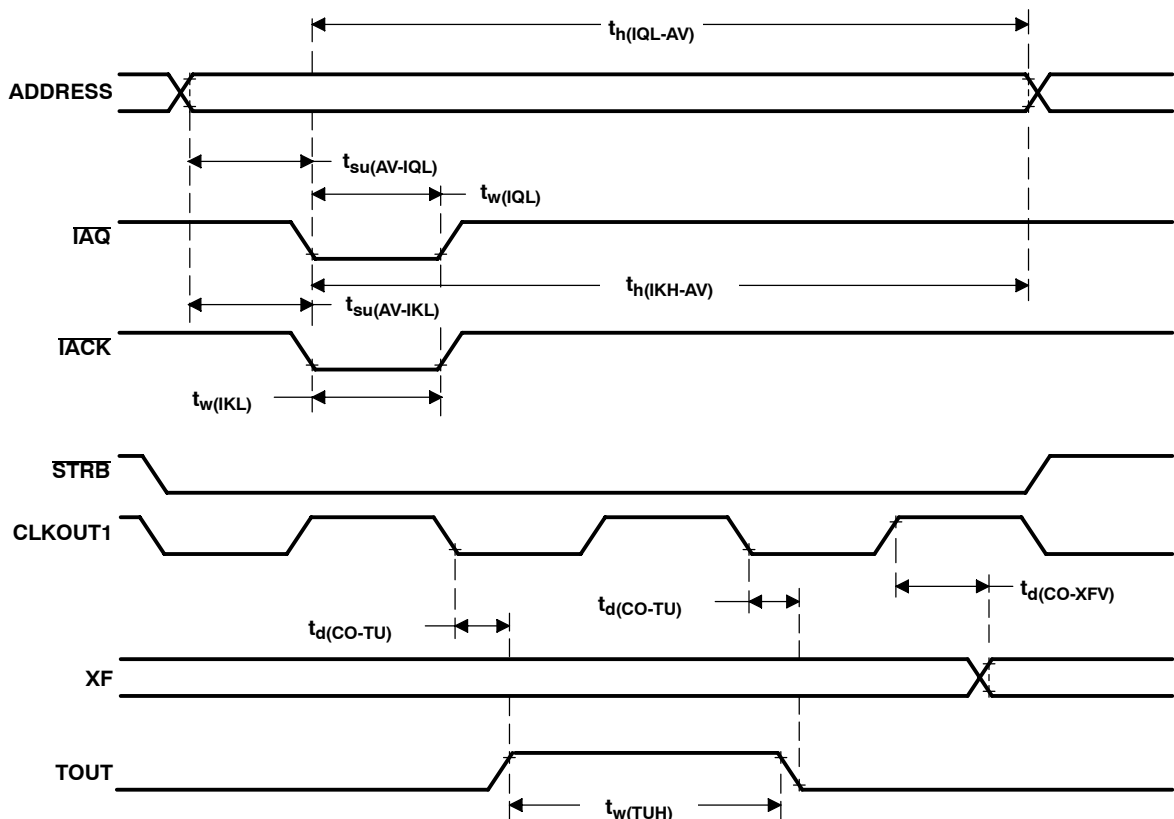 th(IQL-AV)
ADDRESS
tsu(AV-IQL)
tw(IQL)
IAQ
th(IKH-AV)
tsu(AV-IKL)
IACK
tw(IKL)
STRB
CLKOUT1
td(CO-TU)
td(CO-TU)
td(CO-XFV)
XF
TOUT
tw(TUH)